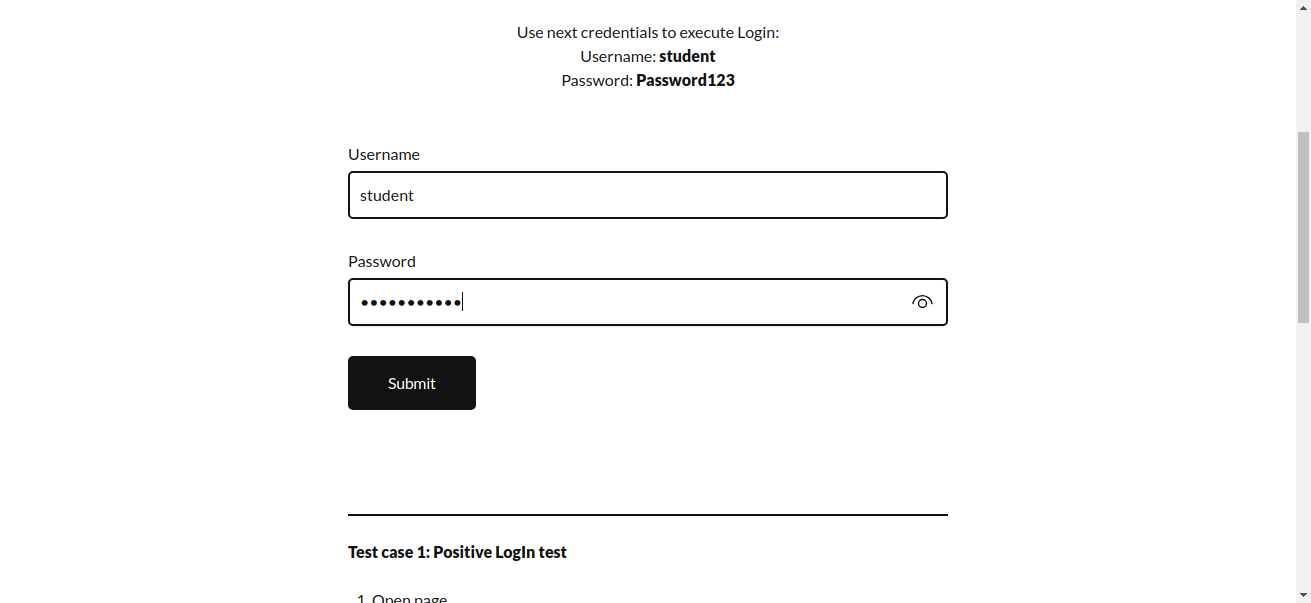 Use next credentials to execute Login:
Username: student
Password: Password123
Username
student
Password
•••••••••••
Submit
Test case 1: Positive LogIn test
1. Open page